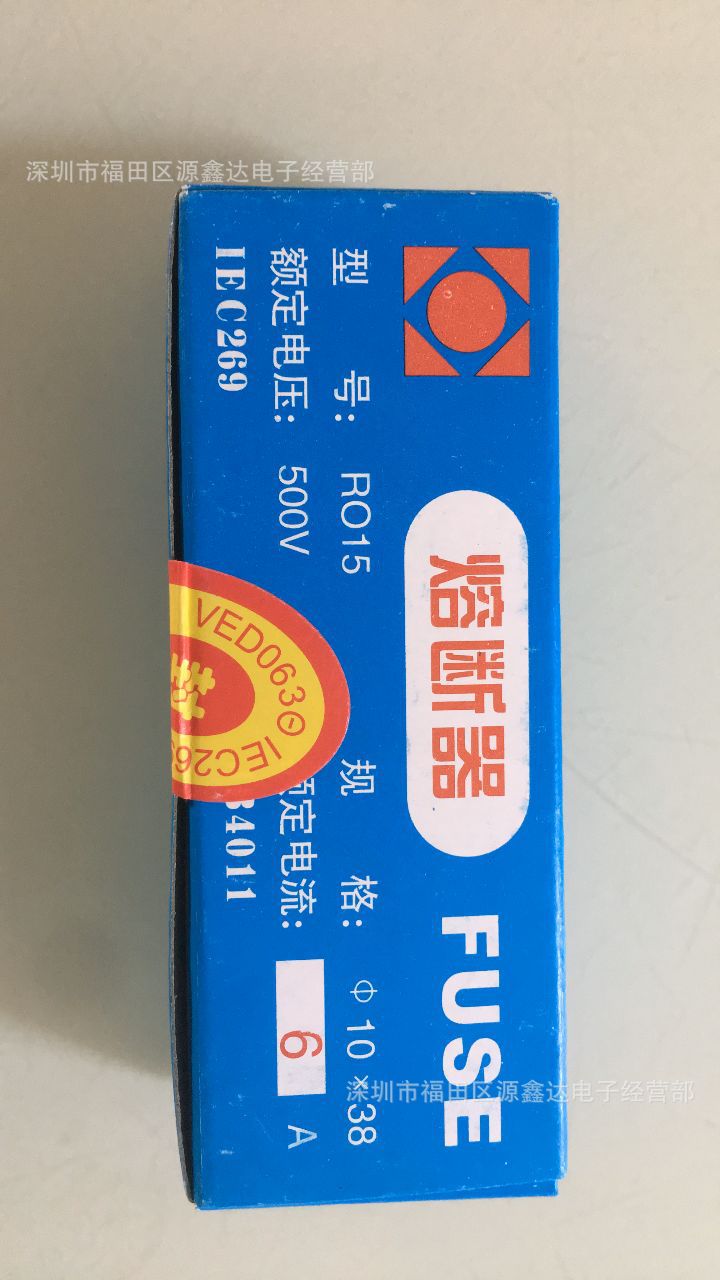 深圳市福田区源鑫达电子经营部
熔断器 FUSE
型 号: RO15 规 格: Φ10×38
额定电压: 500V 额定电流: 6 A
IEC269 34011
VED063
IEC26
封
深圳市福田区源鑫达电子经营部